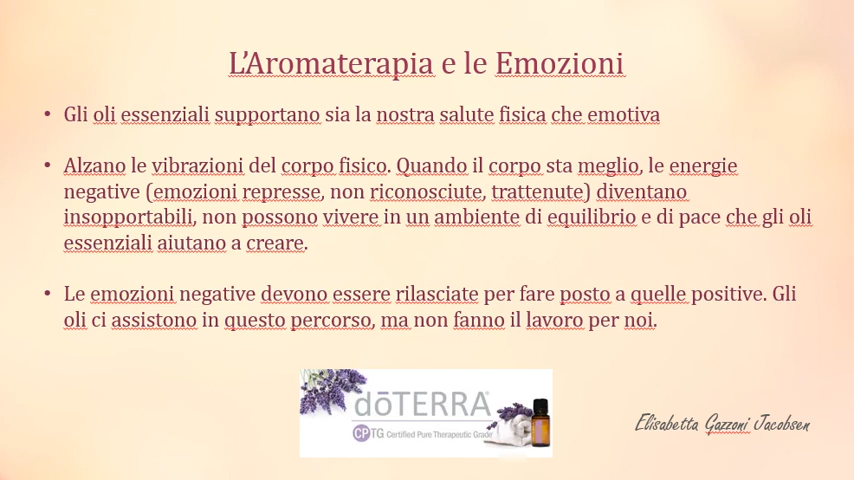 L’Aromaterapia e le Emozioni
• Gli oli essenziali supportano sia la nostra salute fisica che emotiva
• Alzano le vibrazioni del corpo fisico. Quando il corpo sta meglio, le energie
negative (emozioni represse, non riconosciute, trattenute) diventano
insopportabili, non possono vivere in un ambiente di equilibrio e di pace che gli oli
essenziali aiutano a creare.
• Le emozioni negative devono essere rilasciate per fare posto a quelle positive. Gli
oli ci assistono in questo percorso, ma non fanno il lavoro per noi.
dōTERRA®
CPTG Certified Pure Therapeutic Grade
Elisabetta Gazzoni Jacobsen